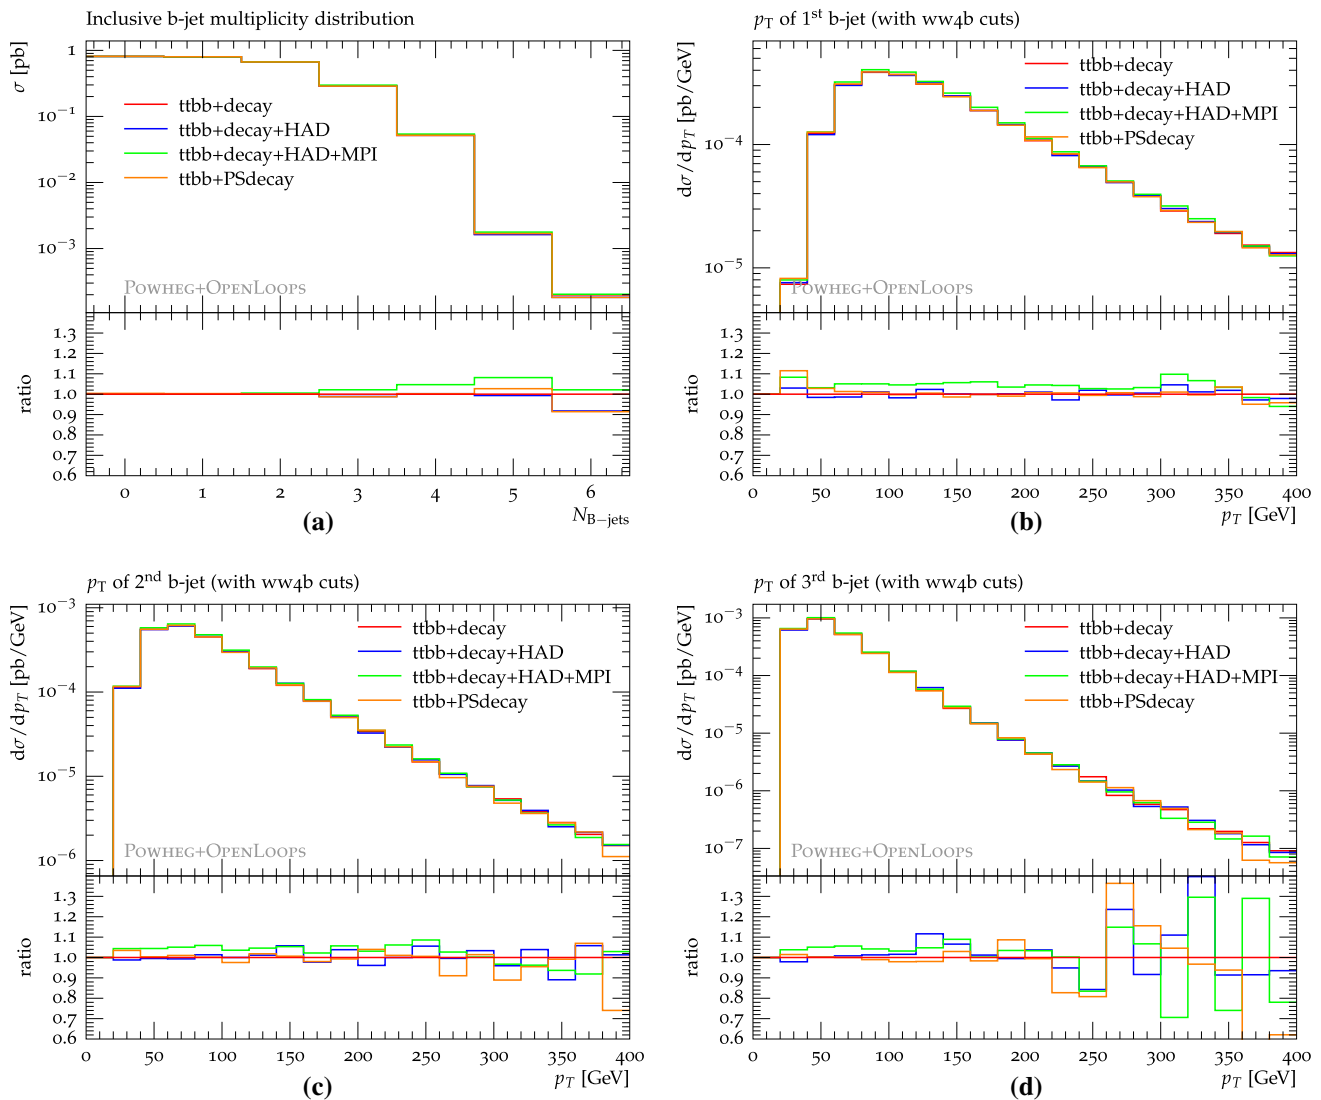 Inclusive b-jet multiplicity distribution
σ [pb]
1
10⁻¹
10⁻²
10⁻³
ttbb+decay
ttbb+decay+HAD
ttbb+decay+HAD+MPI
ttbb+PSdecay
Powheg+OpenLoops
ratio
1.3
1.2
1.1
1.0
0.9
0.8
0.7
0.6
0 1 2 3 4 5 6
N_B−jets
(a)
p_T of 1st b-jet (with ww4b cuts)
dσ/dp_T [pb/GeV]
10⁻⁴
10⁻⁵
ttbb+decay
ttbb+decay+HAD
ttbb+decay+HAD+MPI
ttbb+PSdecay
Powheg+OpenLoops
ratio
1.3
1.2
1.1
1.0
0.9
0.8
0.7
0.6
0 50 100 150 200 250 300 350 400
p_T [GeV]
(b)
p_T of 2nd b-jet (with ww4b cuts)
dσ/dp_T [pb/GeV]
10⁻³
10⁻⁴
10⁻⁵
10⁻⁶
ttbb+decay
ttbb+decay+HAD
ttbb+decay+HAD+MPI
ttbb+PSdecay
Powheg+OpenLoops
ratio
1.3
1.2
1.1
1.0
0.9
0.8
0.7
0.6
0 50 100 150 200 250 300 350 400
p_T [GeV]
(c)
p_T of 3rd b-jet (with ww4b cuts)
dσ/dp_T [pb/GeV]
10⁻³
10⁻⁴
10⁻⁵
10⁻⁶
10⁻⁷
ttbb+decay
ttbb+decay+HAD
ttbb+decay+HAD+MPI
ttbb+PSdecay
Powheg+OpenLoops
ratio
1.3
1.2
1.1
1.0
0.9
0.8
0.7
0.6
0 50 100 150 200 250 300 350 400
p_T [GeV]
(d)